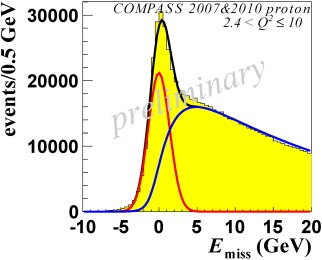 COMPASS 2007&2010 proton
2.4 < Q² ≤ 10
preliminary
events/0.5 GeV
30000
20000
10000
0
-10 -5 0 5 10 15 20
E_miss (GeV)